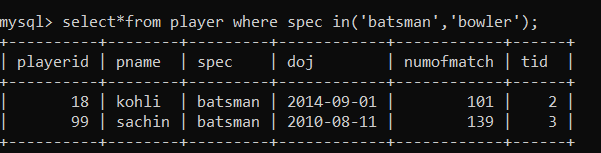 mysql> select*from player where spec in('batsman','bowler');
+----------+--------+---------+------------+------------+------+
| playerid | pname  | spec    | doj        | numofmatch | tid  |
+----------+--------+---------+------------+------------+------+
|       18 | kohli  | batsman | 2014-09-01 |        101 |    2 |
|       99 | sachin | batsman | 2010-08-11 |        139 |    3 |
+----------+--------+---------+------------+------------+------+